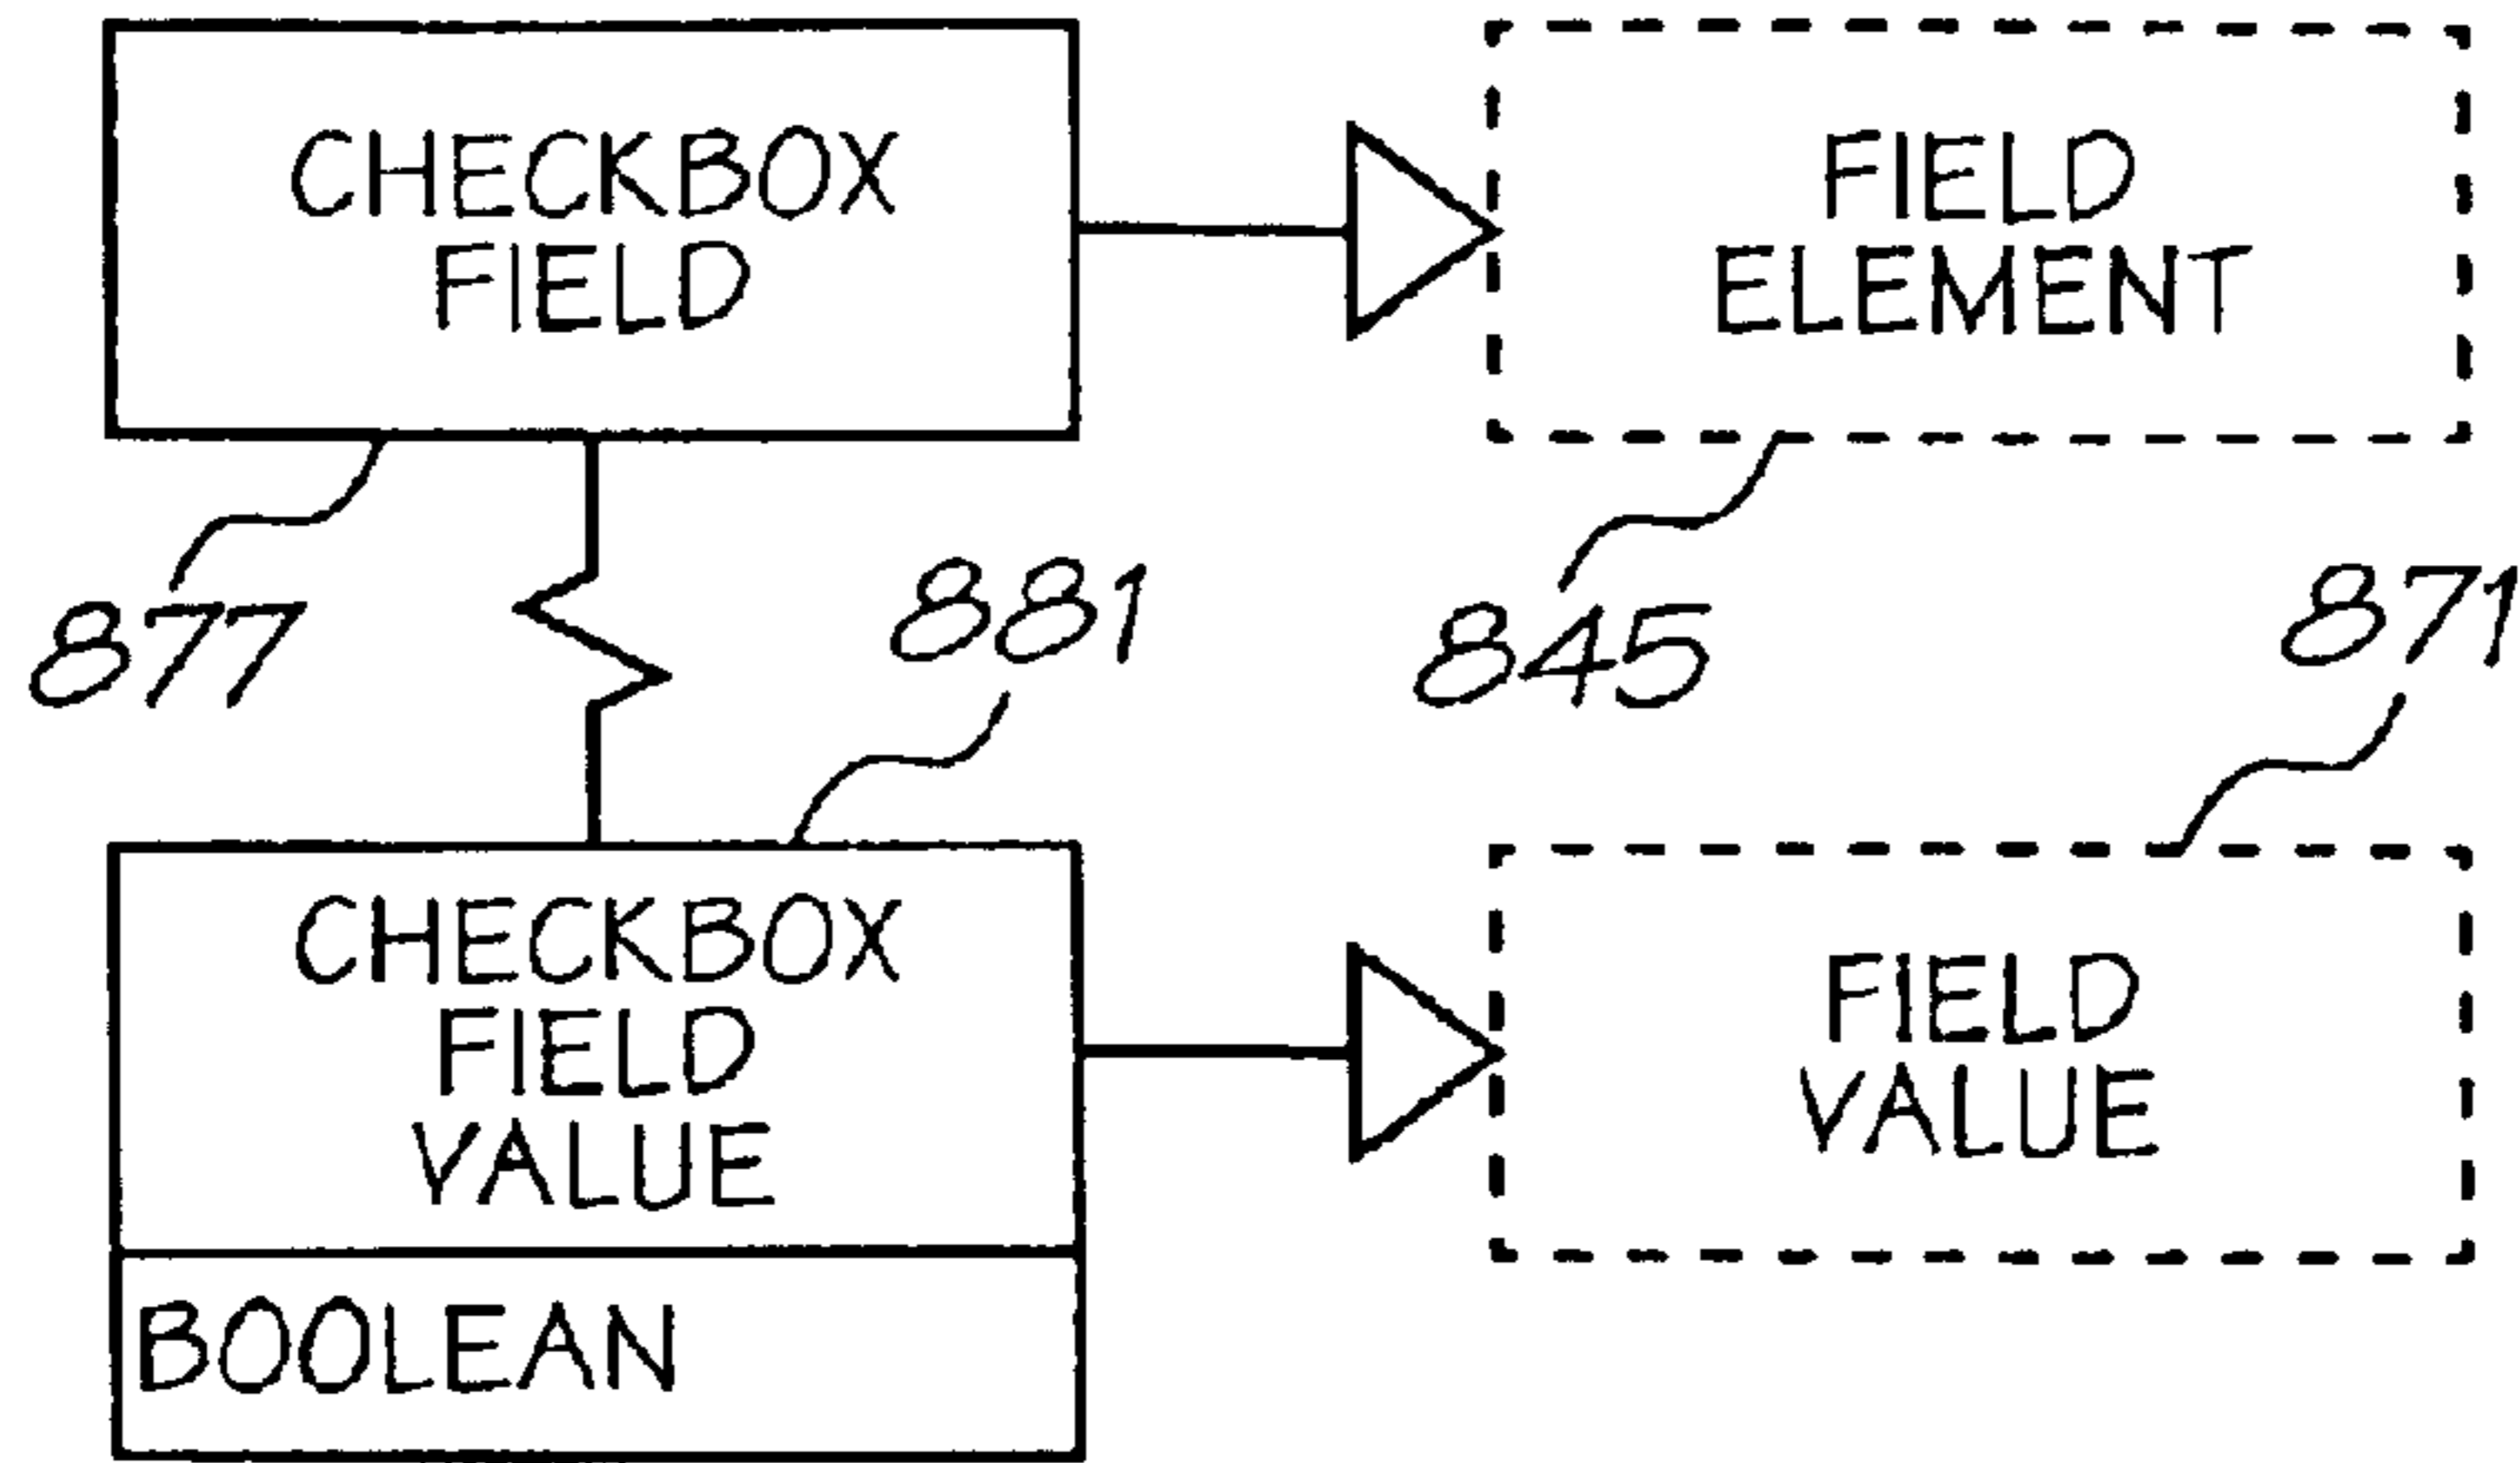 CHECKBOX
FIELD
FIELD
ELEMENT
877
881
845
871
CHECKBOX
FIELD
VALUE
FIELD
VALUE
BOOLEAN